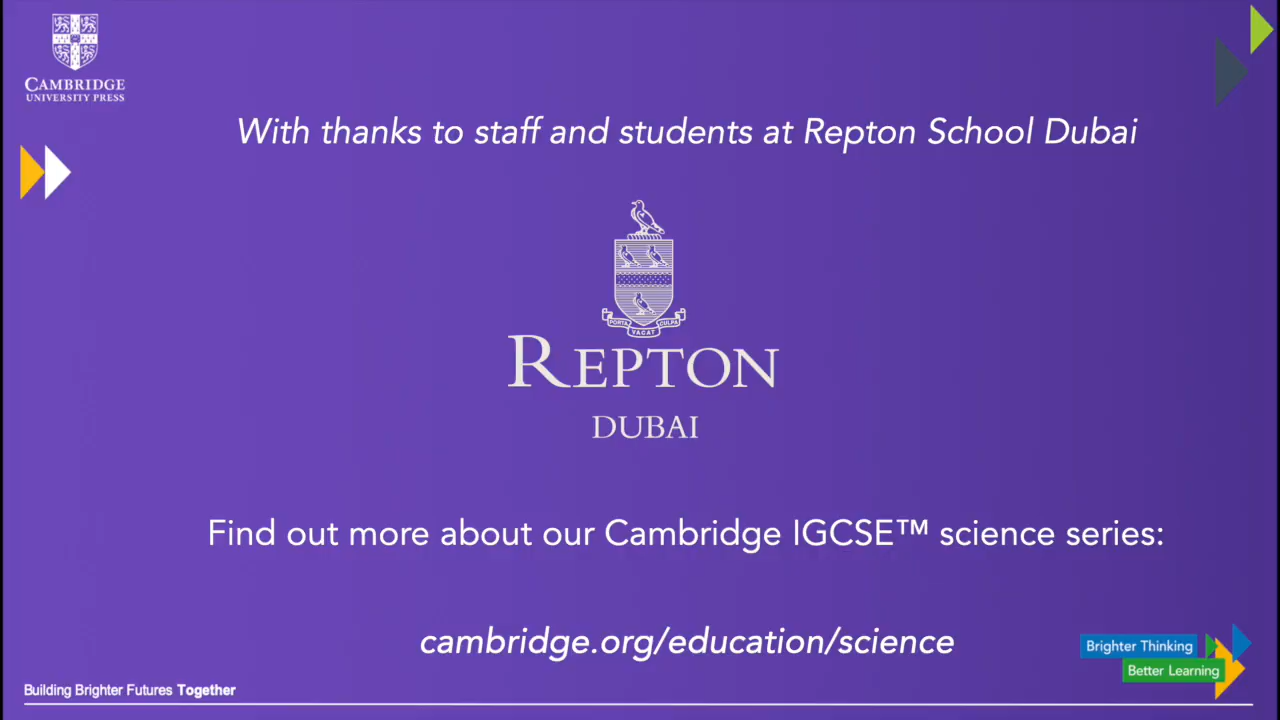 CAMBRIDGE
UNIVERSITY PRESS
With thanks to staff and students at Repton School Dubai
PORTA VACAT CULPA
REPTON
DUBAI
Find out more about our Cambridge IGCSE™ science series:
cambridge.org/education/science
Brighter Thinking
Better Learning
Building Brighter Futures Together